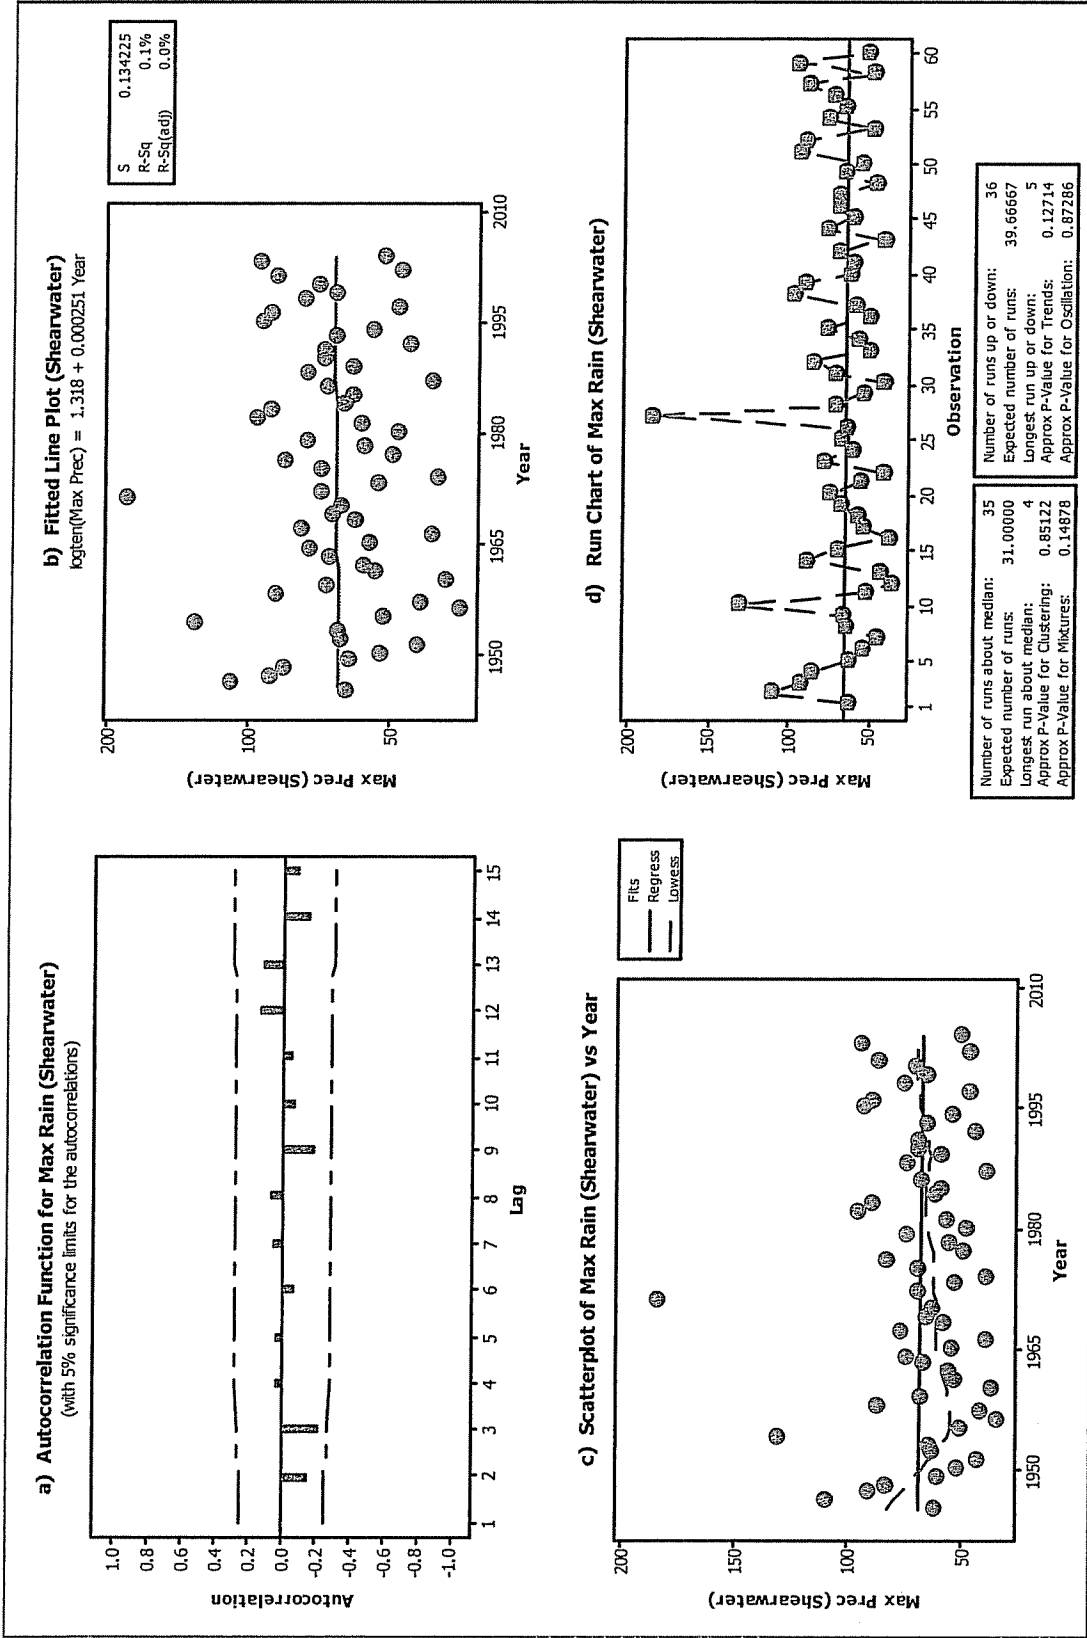 a) Autocorrelation Function for Max Rain (Shearwater)
(with 5% significance limits for the autocorrelations)
Autocorrelation
1.0
0.8
0.6
0.4
0.2
0.0
-0.2
-0.4
-0.6
-0.8
-1.0
1 2 3 4 5 6 7 8 9 10 11 12 13 14 15
Lag
b) Fitted Line Plot (Shearwater)
logten(Max Prec) = 1.318 + 0.000251 Year
Max Prec (Shearwater)
200
100
50
1950 1965 1980 1995 2010
Year
S 0.134225
R-Sq 0.1%
R-Sq(adj) 0.0%
c) Scatterplot of Max Rain (Shearwater) vs Year
Max Prec (Shearwater)
200
100
50
1950 1965 1980 1995 2010
Year
Fits
Regress
Lowess
d) Run Chart of Max Rain (Shearwater)
Max Prec (Shearwater)
200
150
100
50
1 5 10 15 20 25 30 35 40 45 50 55 60
Observation
Number of runs about median: 35
Expected number of runs: 31.00000
Longest run about median: 4
Approx P-Value for Clustering: 0.85122
Approx P-Value for Mixtures: 0.14878
Number of runs up or down: 36
Expected number of runs: 39.66667
Longest run up or down: 5
Approx P-Value for Trends: 0.12714
Approx P-Value for Oscillation: 0.87286